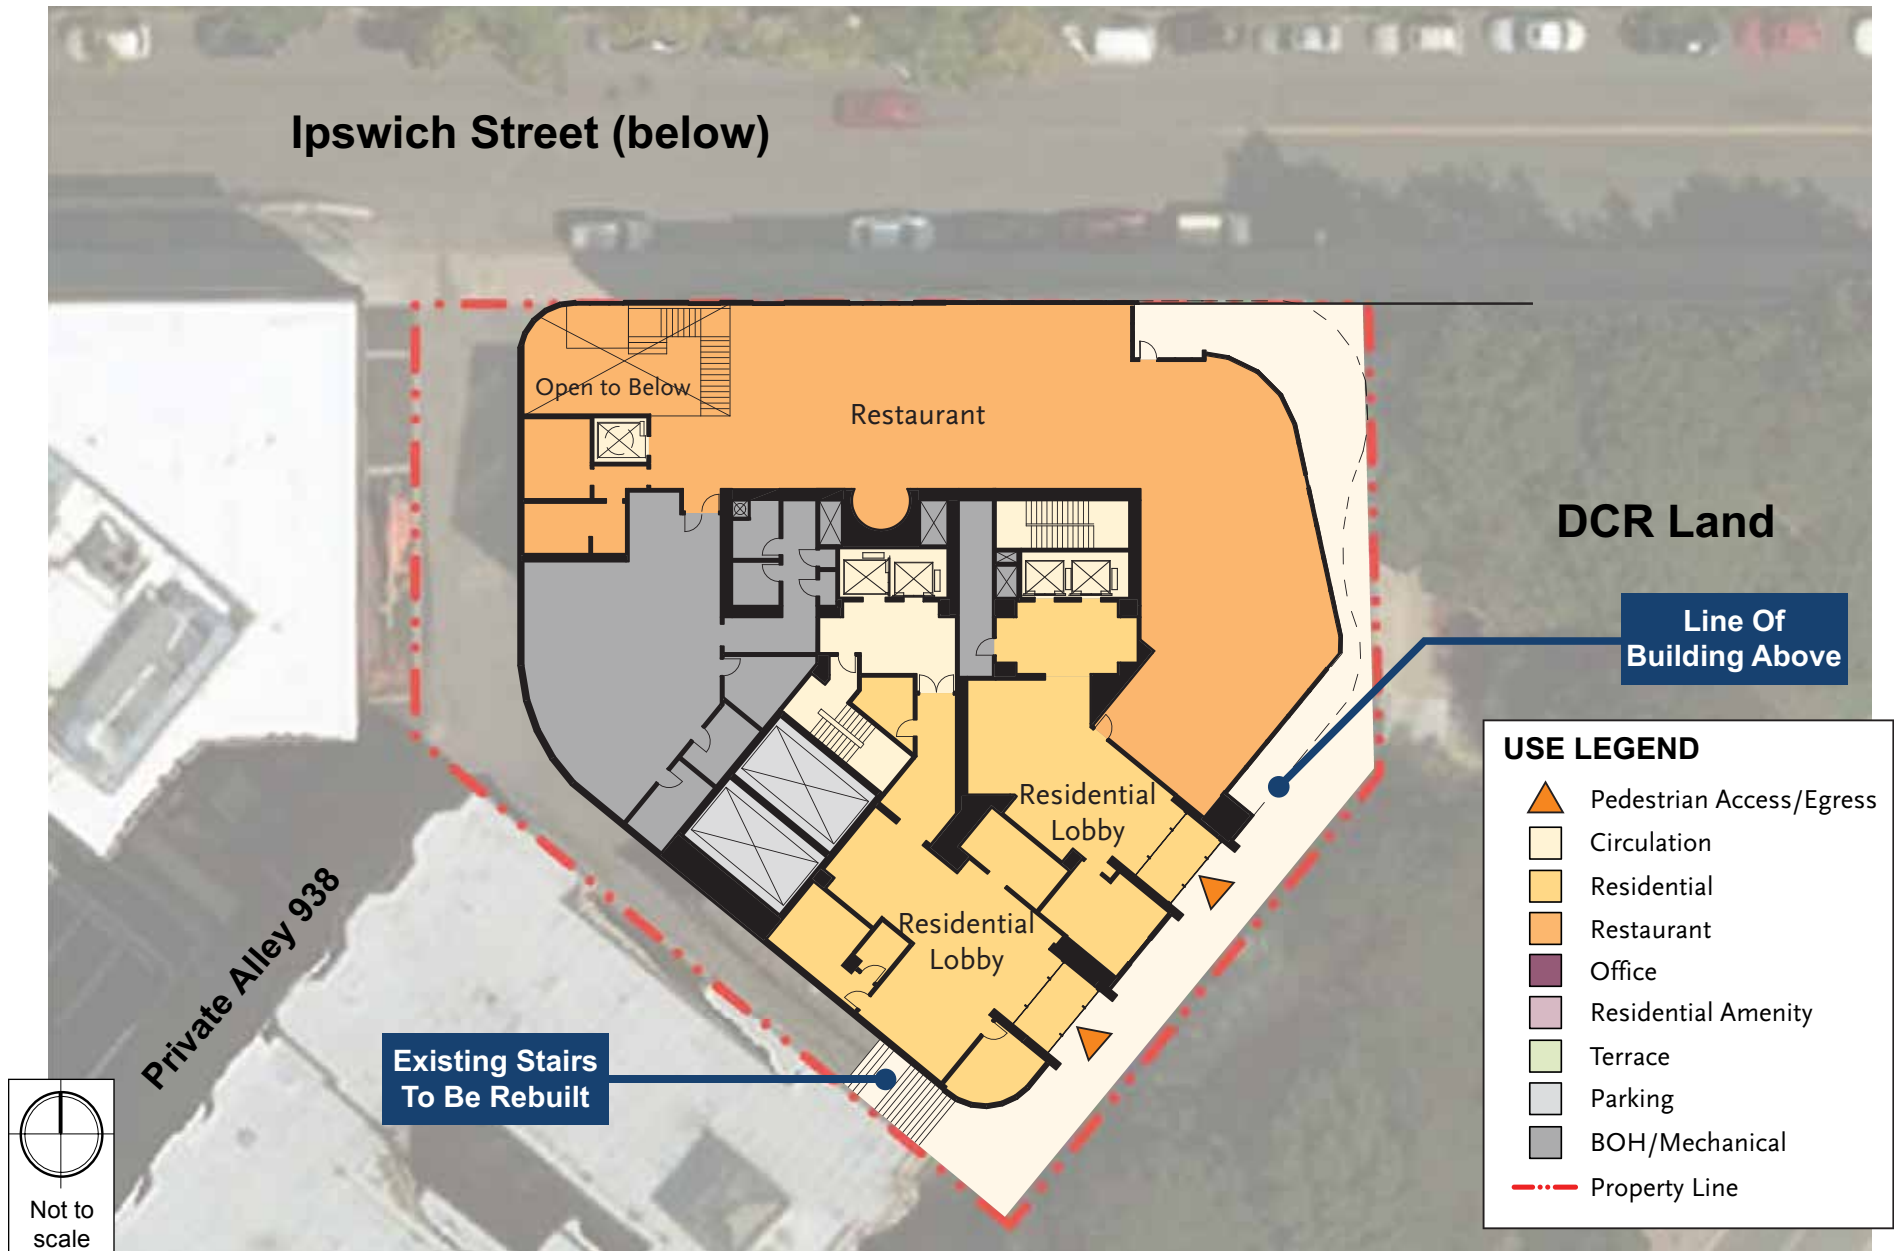 Ipswich Street (below)
Open to Below
Restaurant
DCR Land
Line Of
Building Above
Residential
Lobby
Residential
Lobby
Private Alley 938
Existing Stairs
To Be Rebuilt
Not to
scale
USE LEGEND
Pedestrian Access/Egress
Circulation
Residential
Restaurant
Office
Residential Amenity
Terrace
Parking
BOH/Mechanical
Property Line